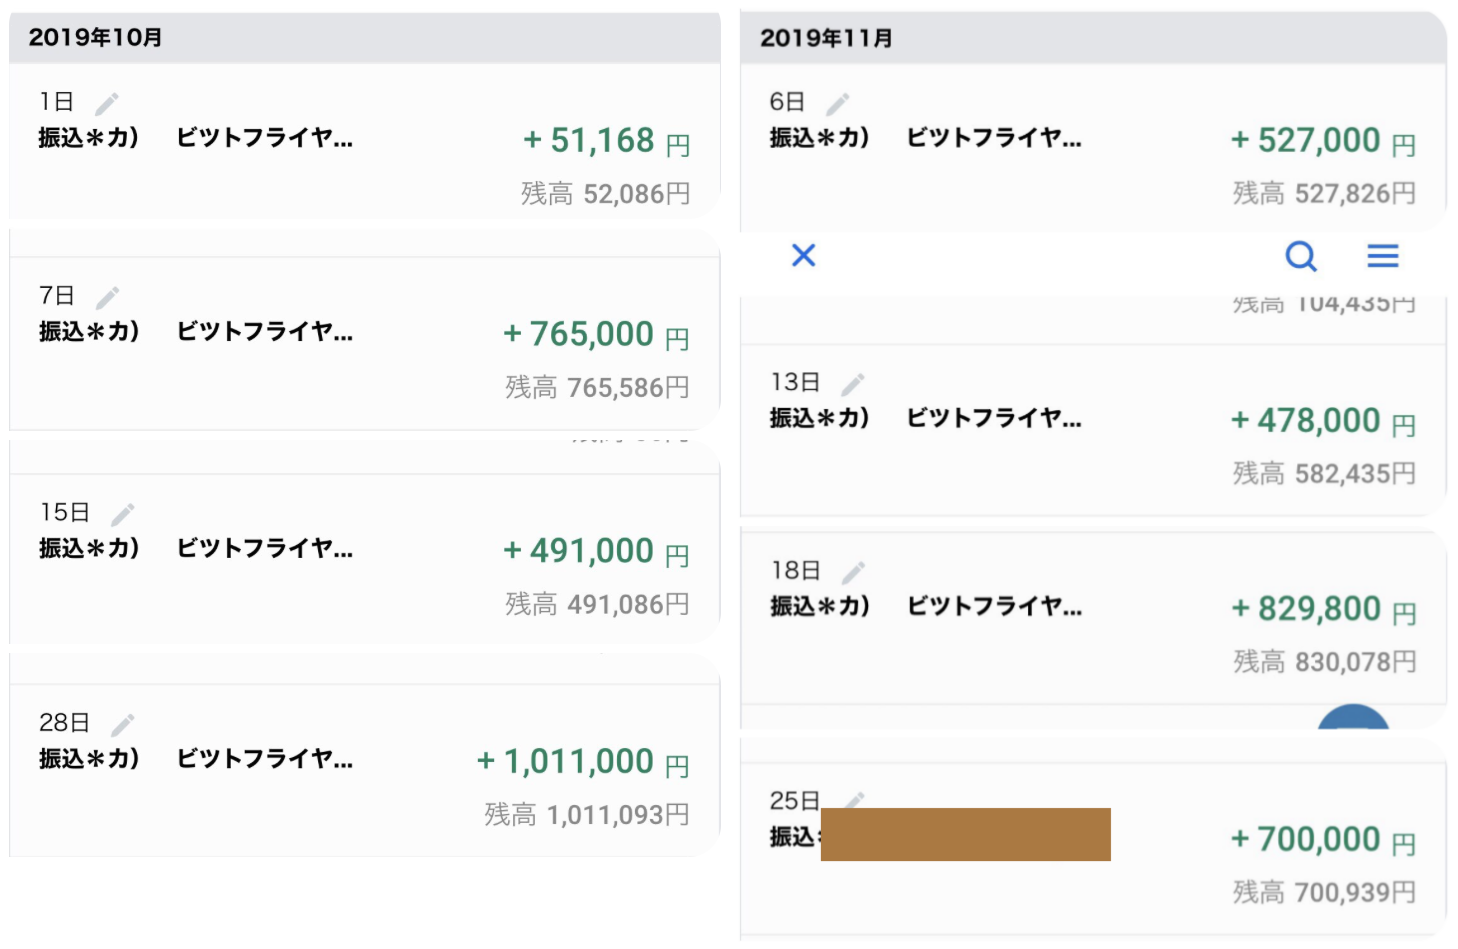 2019年10月
1日
振込＊カ） ビツトフライヤ... + 51,168 円
残高 52,086円
7日
振込＊カ） ビツトフライヤ... + 765,000 円
残高 765,586円
15日
振込＊カ） ビツトフライヤ... + 491,000 円
残高 491,086円
28日
振込＊カ） ビツトフライヤ... + 1,011,000 円
残高 1,011,093円
2019年11月
6日
振込＊カ） ビツトフライヤ... + 527,000 円
残高 527,826円
残高 104,435円
13日
振込＊カ） ビツトフライヤ... + 478,000 円
残高 582,435円
18日
振込＊カ） ビツトフライヤ... + 829,800 円
残高 830,078円
25日
振込 + 700,000 円
残高 700,939円